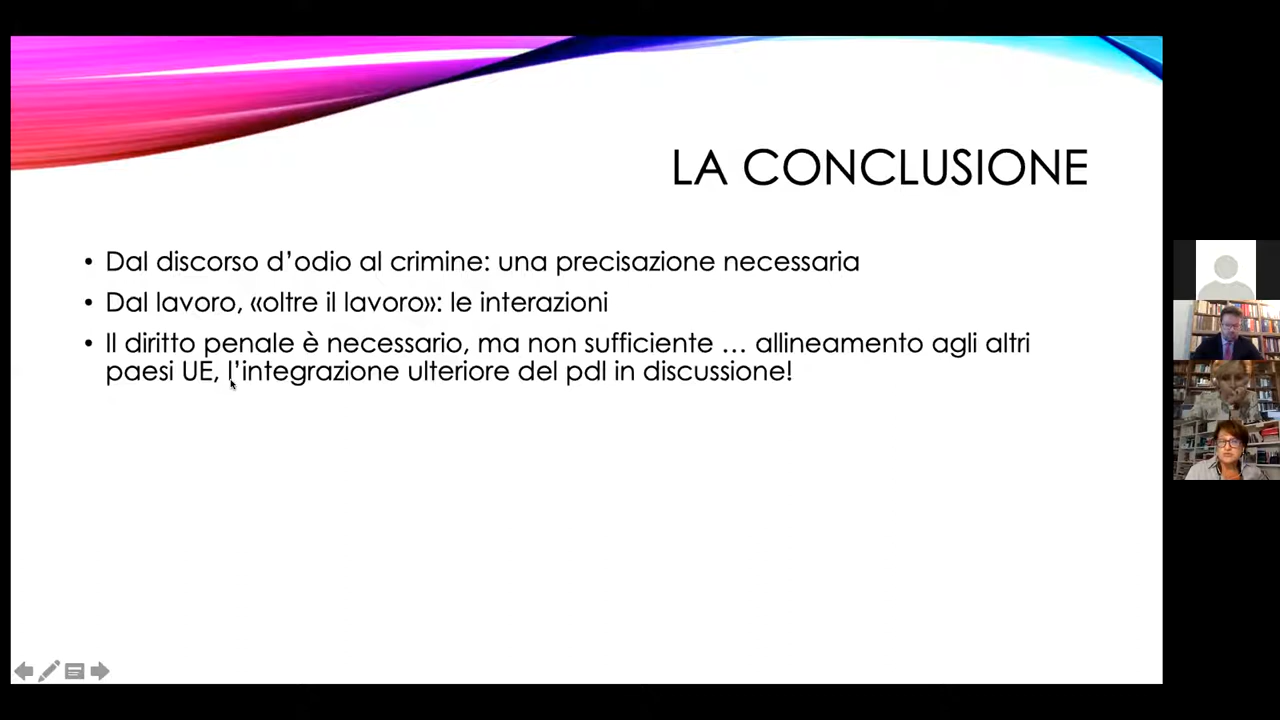 LA CONCLUSIONE
• Dal discorso d’odio al crimine: una precisazione necessaria
• Dal lavoro, «oltre il lavoro»: le interazioni
• Il diritto penale è necessario, ma non sufficiente … allineamento agli altri
paesi UE, l’integrazione ulteriore del pdl in discussione!